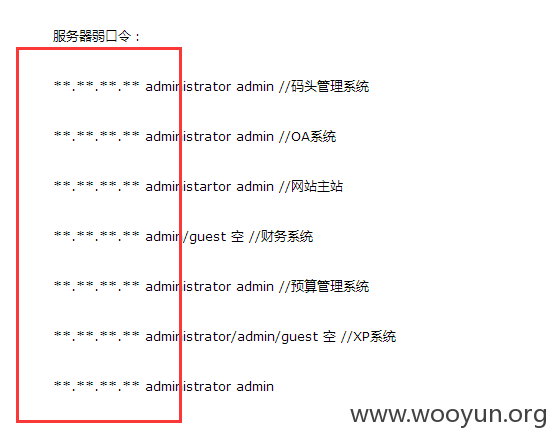 服务器弱口令：
**.**.**.** administrator admin //码头管理系统
**.**.**.** administrator admin //OA系统
**.**.**.** administartor admin //网站主站
**.**.**.** admin/guest 空 //财务系统
**.**.**.** administrator admin //预算管理系统
**.**.**.** administrator/admin/guest 空 //XP系统
**.**.**.** administrator admin
www.wooyun.org